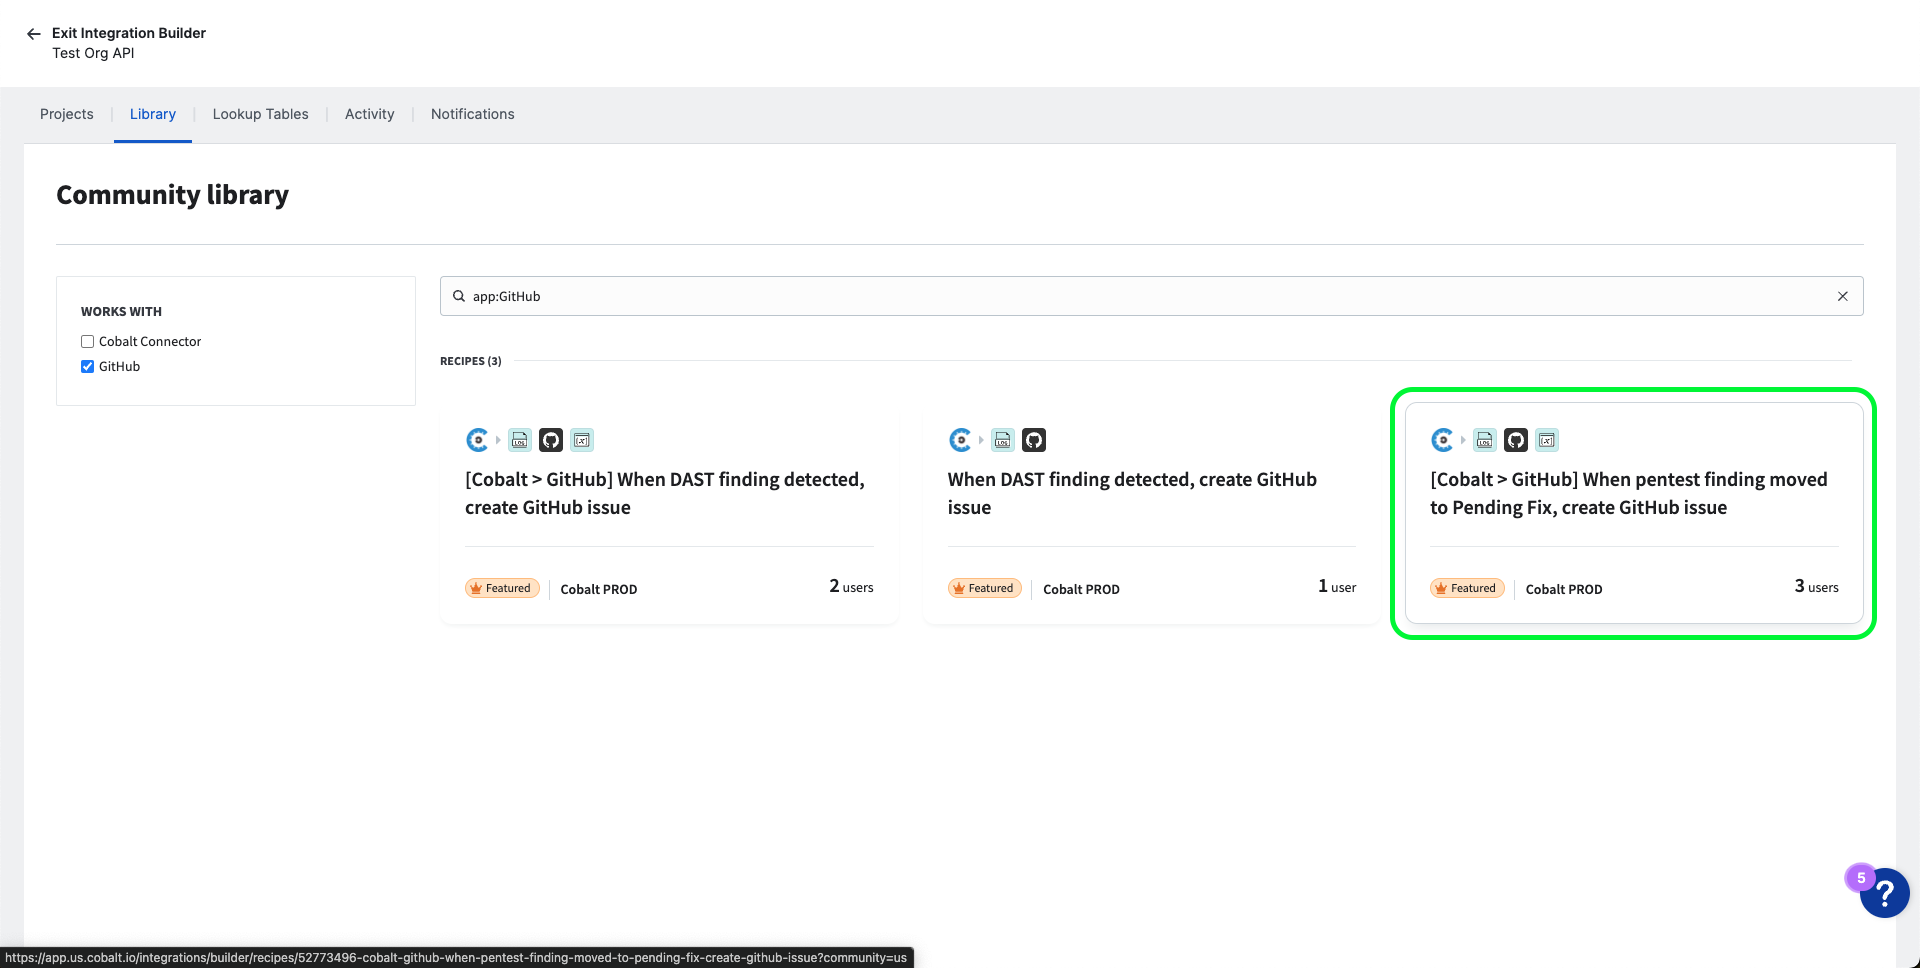 Exit Integration Builder
Test Org API
Projects
Library
Lookup Tables
Activity
Notifications
Community library
WORKS WITH
Cobalt Connector
GitHub
app:GitHub
RECIPES (3)
[Cobalt > GitHub] When DAST finding detected,
create GitHub issue
Featured
Cobalt PROD
2 users
When DAST finding detected, create GitHub
issue
Featured
Cobalt PROD
1 user
[Cobalt > GitHub] When pentest finding moved
to Pending Fix, create GitHub issue
Featured
Cobalt PROD
3 users
5
?
https://app.us.cobalt.io/integrations/builder/recipes/52773496-cobalt-github-when-pentest-finding-moved-to-pending-fix-create-github-issue?community=us